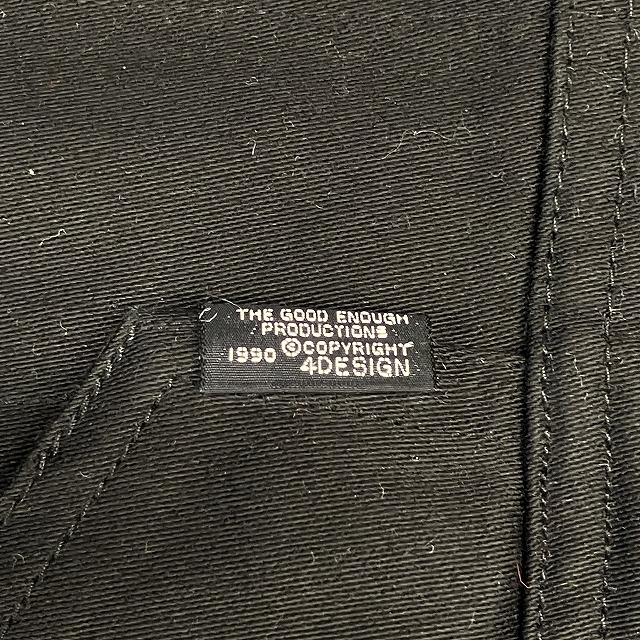 THE GOOD ENOUGH
PRODUCTIONS
1990 ©COPYRIGHT
4DESIGN